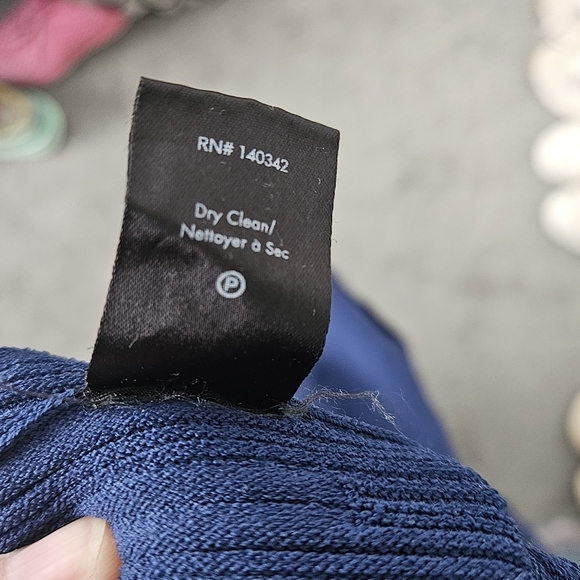 RN# 140342
Dry Clean/
Nettoyer à Sec
P